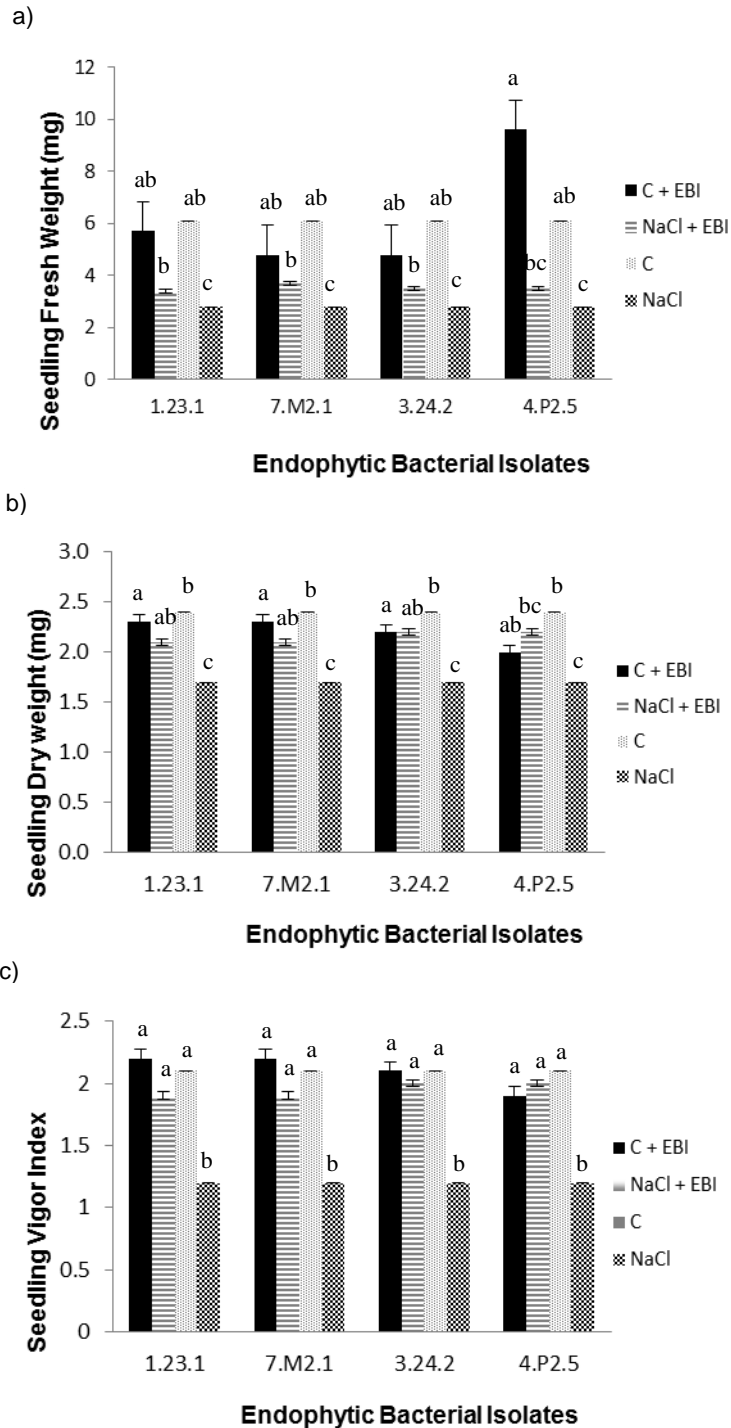 a)
Seedling Fresh Weight (mg)
12
10
8
6
4
2
0
ab
b
ab
c
ab
b
ab
c
ab
b
ab
c
a
bc
ab
c
1.23.1
7.M2.1
3.24.2
4.P2.5
Endophytic Bacterial Isolates
C + EBI
NaCl + EBI
C
NaCl
b)
Seedling Dry weight (mg)
3.0
2.5
2.0
1.5
1.0
0.5
0.0
a
ab
b
c
a
ab
b
c
a
ab
b
c
ab
bc
b
c
1.23.1
7.M2.1
3.24.2
4.P2.5
Endophytic Bacterial Isolates
C + EBI
NaCl + EBI
C
NaCl
c)
Seedling Vigor Index
2.5
2
1.5
1
0.5
0
a
a
a
b
a
a
a
b
a
a
a
b
a
a
a
b
1.23.1
7.M2.1
3.24.2
4.P2.5
Endophytic Bacterial Isolates
C + EBI
NaCl + EBI
C
NaCl